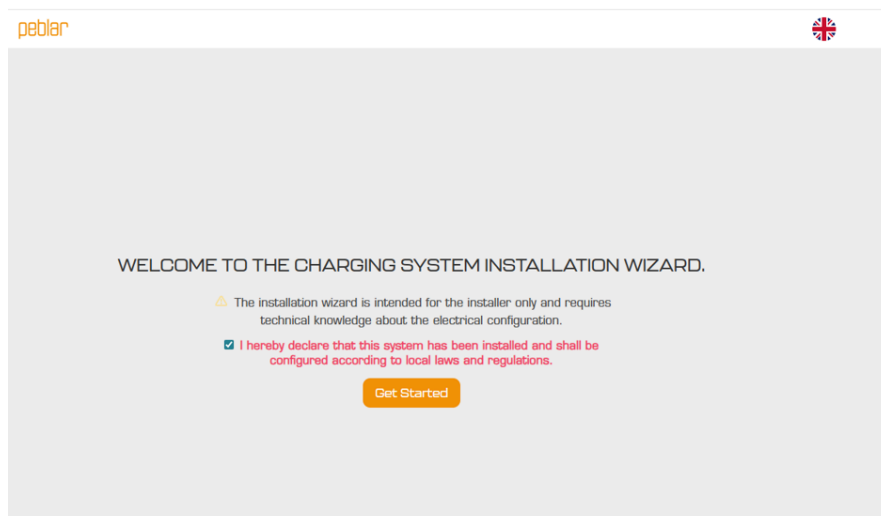 peblar
WELCOME TO THE CHARGING SYSTEM INSTALLATION WIZARD.
The installation wizard is intended for the installer only and requires
technical knowledge about the electrical configuration.
I hereby declare that this system has been installed and shall be
configured according to local laws and regulations.
Get Started